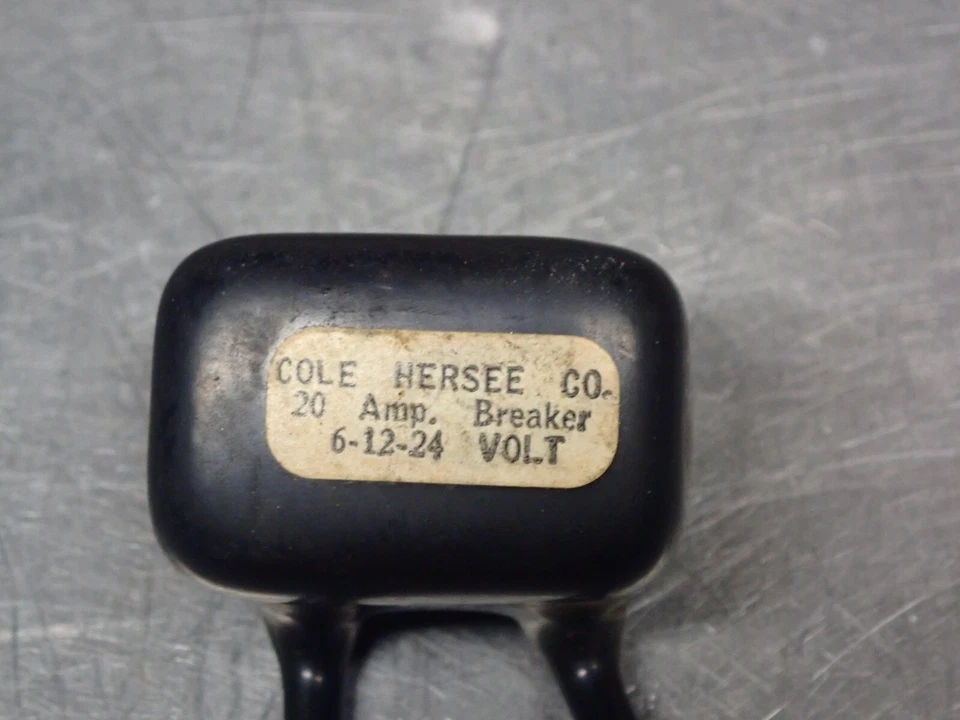 COLE HERSEE CO.
20 Amp. Breaker
6-12-24 VOLT